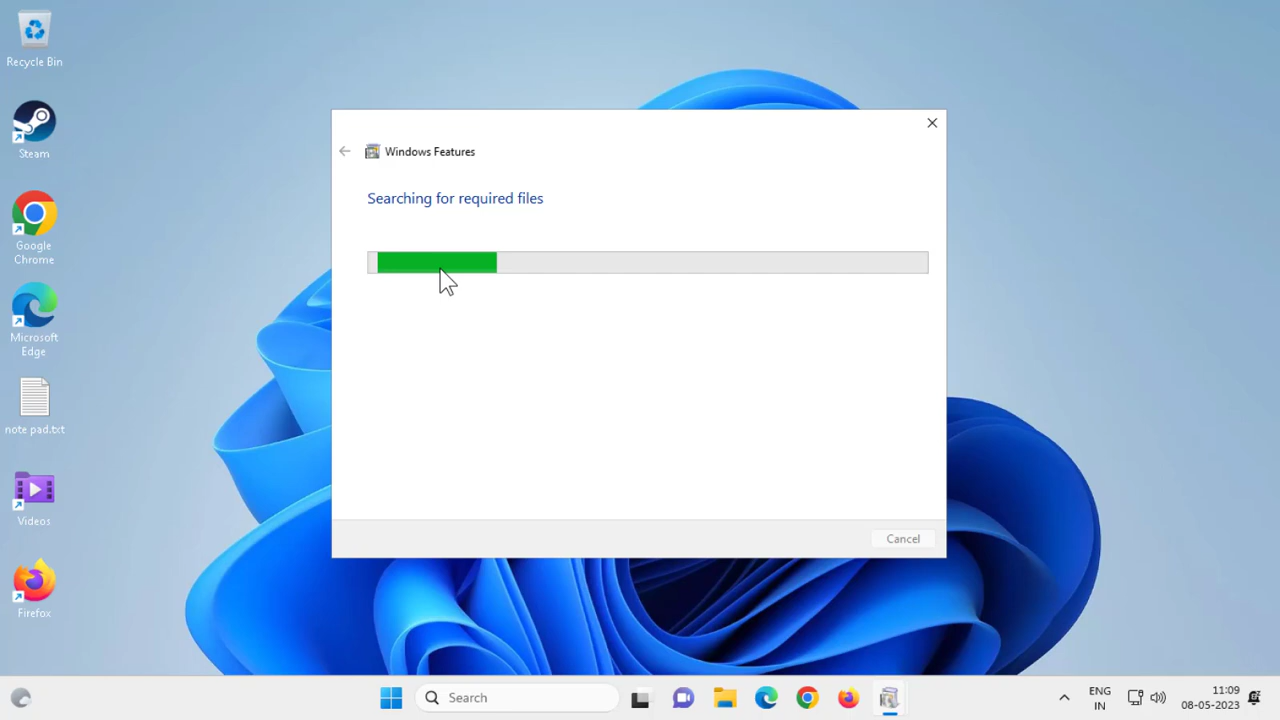 Recycle Bin
Steam
Google
Chrome
Microsoft
Edge
note pad.txt
Videos
Firefox
Windows Features
Searching for required files
Cancel
Search
ENG
IN
11:09
08-05-2023